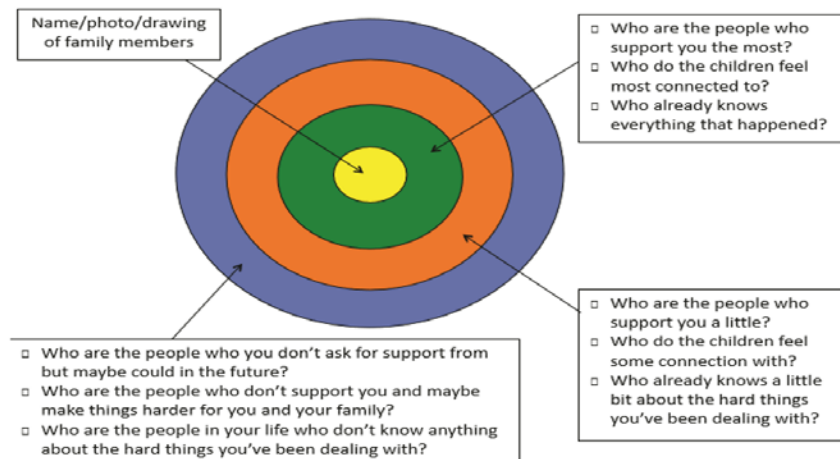 Name/photo/drawing
of family members
☐ Who are the people who
support you the most?
☐ Who do the children feel
most connected to?
☐ Who already knows
everything that happened?
☐ Who are the people who
support you a little?
☐ Who do the children feel
some connection with?
☐ Who already knows a little
bit about the hard things
you’ve been dealing with?
☐ Who are the people who you don’t ask for support from
but maybe could in the future?
☐ Who are the people who don’t support you and maybe
make things harder for you and your family?
☐ Who are the people in your life who don’t know anything
about the hard things you’ve been dealing with?